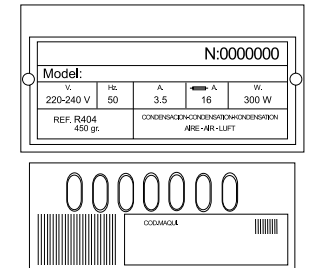 N:0000000
Model:
V. Hz. A. A. W.
220-240 V 50 3.5 16 300 W
REF. R404 CONDENSACION-CONDENSATION-KONDENSATION
450 gr. AIRE - AIR - LUFT
COD.MAQUI.